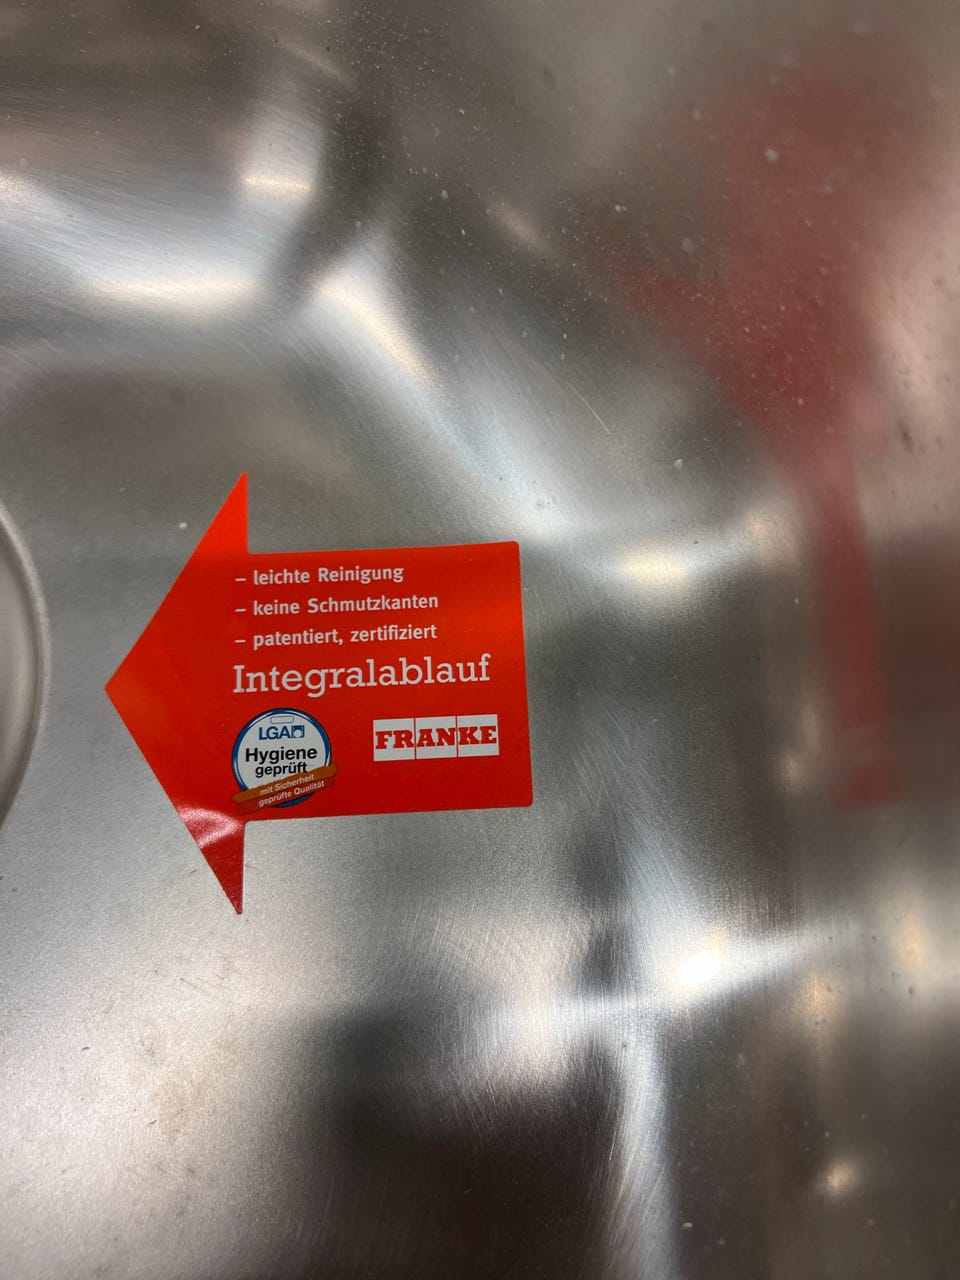 – leichte Reinigung
– keine Schmutzkanten
– patentiert, zertifiziert
Integralablauf
LGA
Hygiene
geprüft
mit Sicherheit
geprüfte Qualität
FRANKE